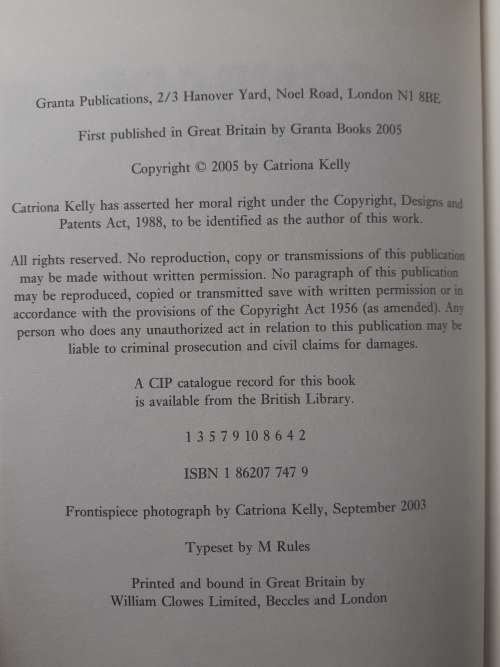 Granta Publications, 2/3 Hanover Yard, Noel Road, London N1 8BE
First published in Great Britain by Granta Books 2005
Copyright © 2005 by Catriona Kelly
Catriona Kelly has asserted her moral right under the Copyright, Designs and
Patents Act, 1988, to be identified as the author of this work.
All rights reserved. No reproduction, copy or transmissions of this publication
may be made without written permission. No paragraph of this publication
may be reproduced, copied or transmitted save with written permission or in
accordance with the provisions of the Copyright Act 1956 (as amended). Any
person who does any unauthorized act in relation to this publication may be
liable to criminal prosecution and civil claims for damages.
A CIP catalogue record for this book
is available from the British Library.
1 3 5 7 9 10 8 6 4 2
ISBN 1 86207 747 9
Frontispiece photograph by Catriona Kelly, September 2003
Typeset by M Rules
Printed and bound in Great Britain by
William Clowes Limited, Beccles and London